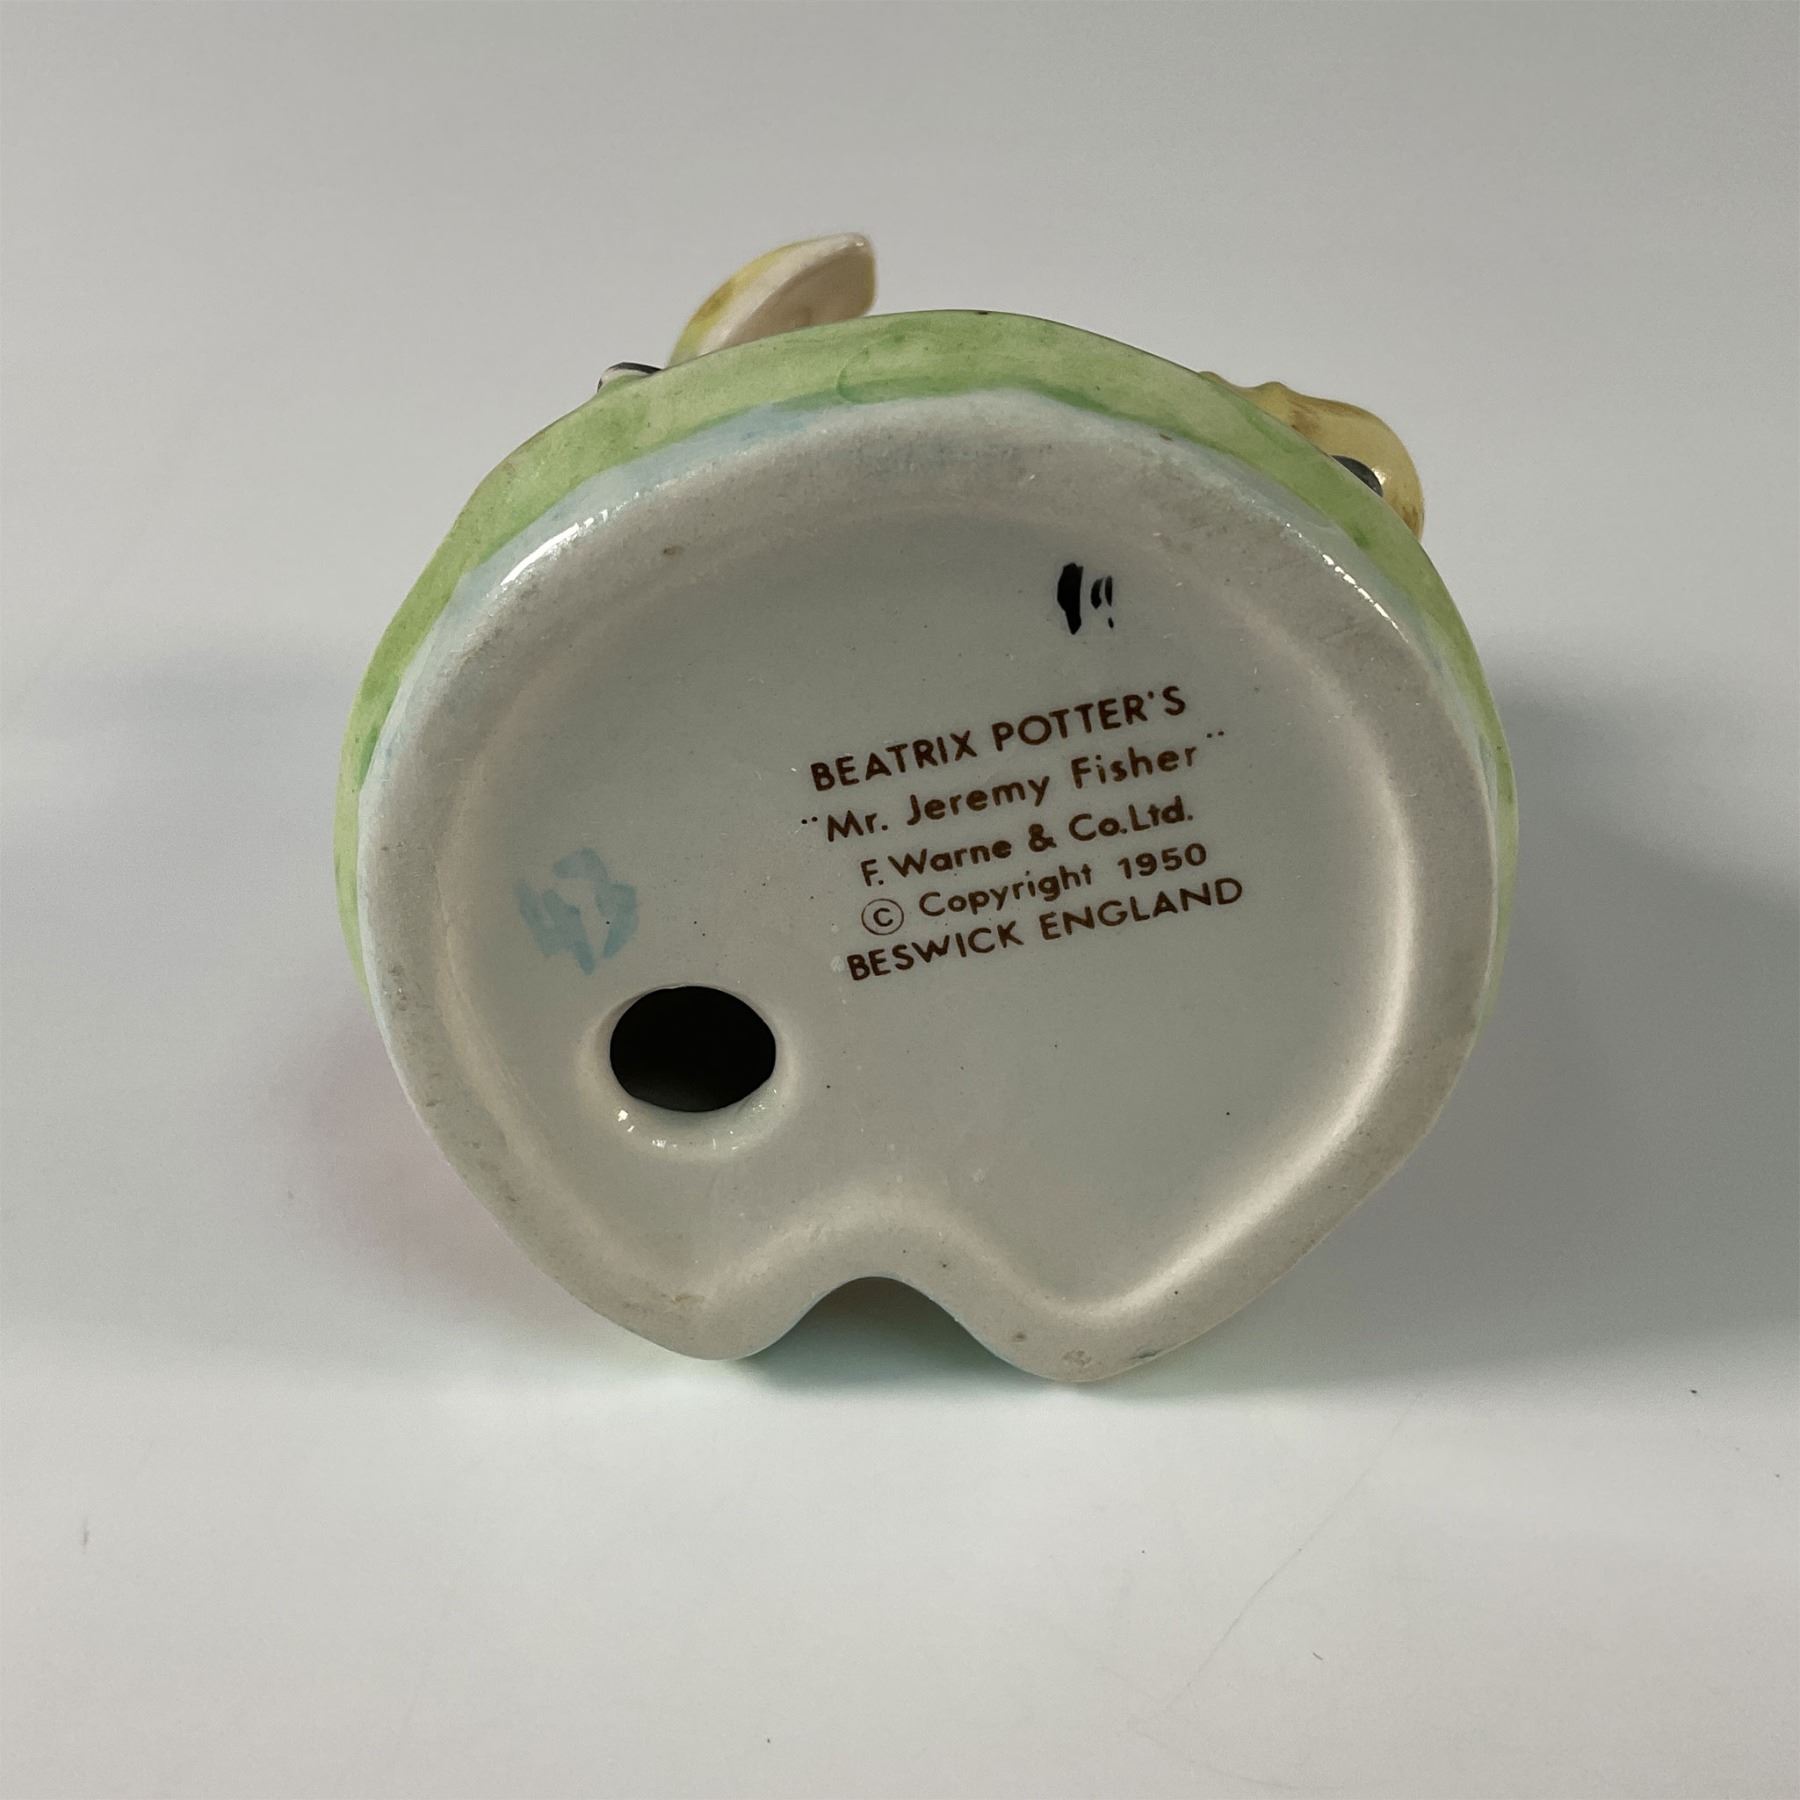 BEATRIX POTTER'S
"Mr. Jeremy Fisher"
F. Warne & Co.Ltd.
© Copyright 1950
BESWICK ENGLAND